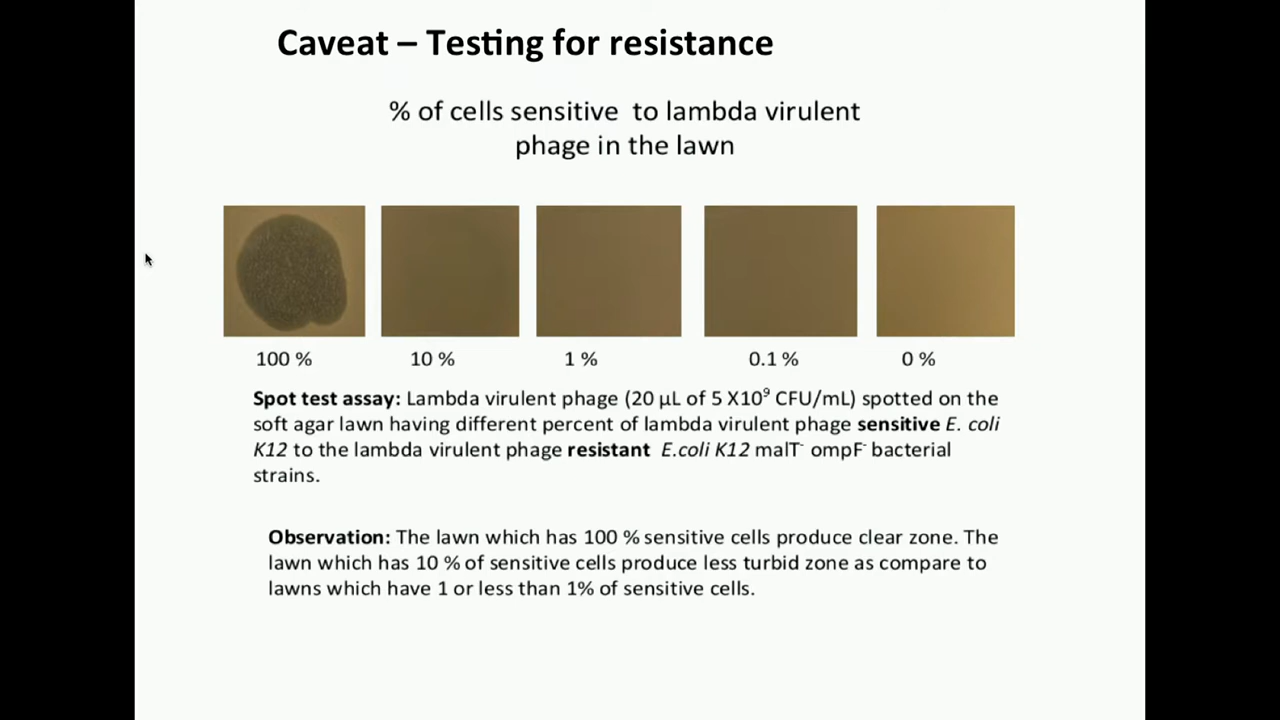 Caveat – Testing for resistance
% of cells sensitive to lambda virulent
phage in the lawn
100 % 10 % 1 % 0.1 % 0 %
Spot test assay: Lambda virulent phage (20 µL of 5 X10⁹ CFU/mL) spotted on the
soft agar lawn having different percent of lambda virulent phage sensitive E. coli
K12 to the lambda virulent phage resistant E.coli K12 malT⁻ ompF⁻ bacterial
strains.
Observation: The lawn which has 100 % sensitive cells produce clear zone. The
lawn which has 10 % of sensitive cells produce less turbid zone as compare to
lawns which have 1 or less than 1% of sensitive cells.